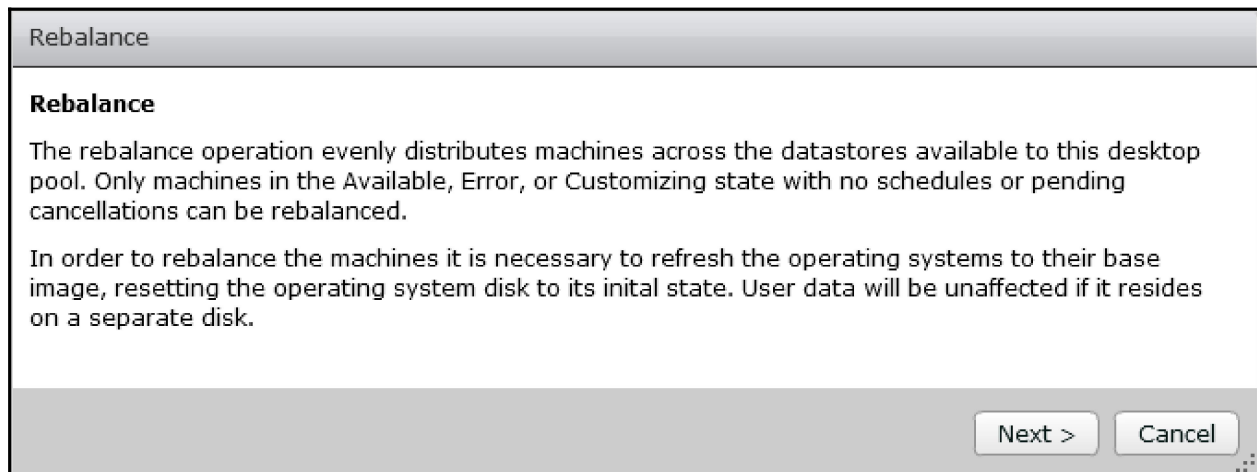 Rebalance
Rebalance
The rebalance operation evenly distributes machines across the datastores available to this desktop
pool. Only machines in the Available, Error, or Customizing state with no schedules or pending
cancellations can be rebalanced.
In order to rebalance the machines it is necessary to refresh the operating systems to their base
image, resetting the operating system disk to its inital state. User data will be unaffected if it resides
on a separate disk.
Next > Cancel